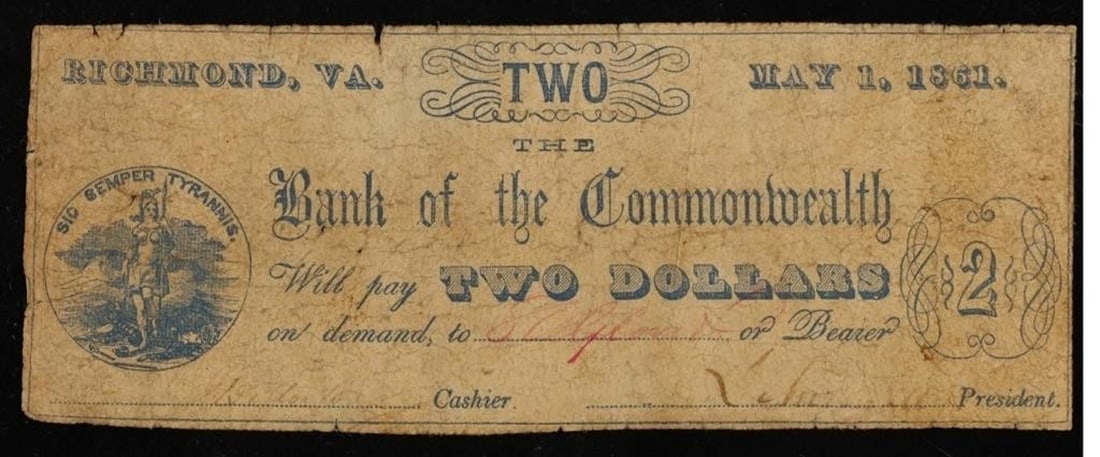 RICHMOND, VA. TWO MAY 1, 1861.
THE
Bank of the Commonwealth
SIC SEMPER TYRANNIS.
Will pay TWO DOLLARS 2
on demand, to or Bearer
Cashier. President.